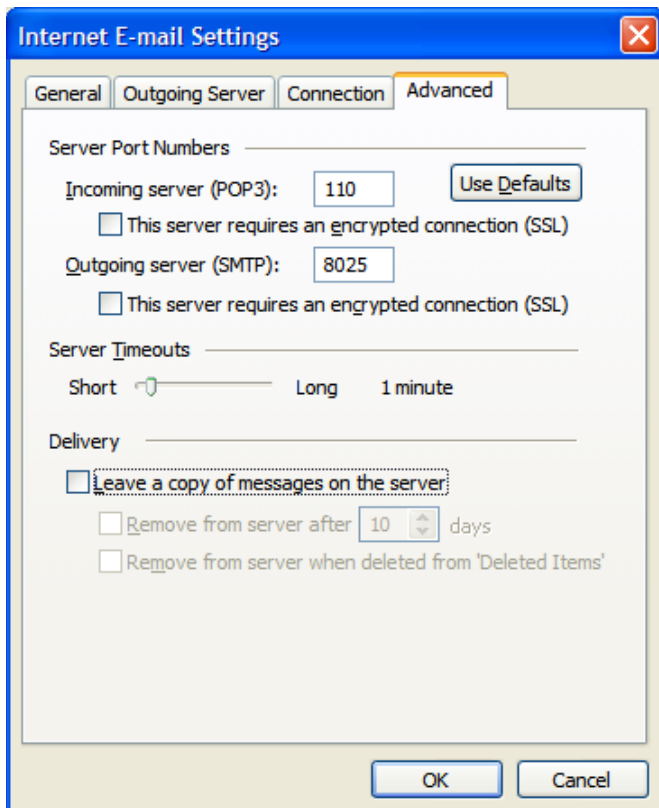 Internet E-mail Settings
General Outgoing Server Connection Advanced
Server Port Numbers
Incoming server (POP3): 110 Use Defaults
This server requires an encrypted connection (SSL)
Outgoing server (SMTP): 8025
This server requires an encrypted connection (SSL)
Server Timeouts
Short Long 1 minute
Delivery
Leave a copy of messages on the server
Remove from server after 10 days
Remove from server when deleted from 'Deleted Items'
OK Cancel